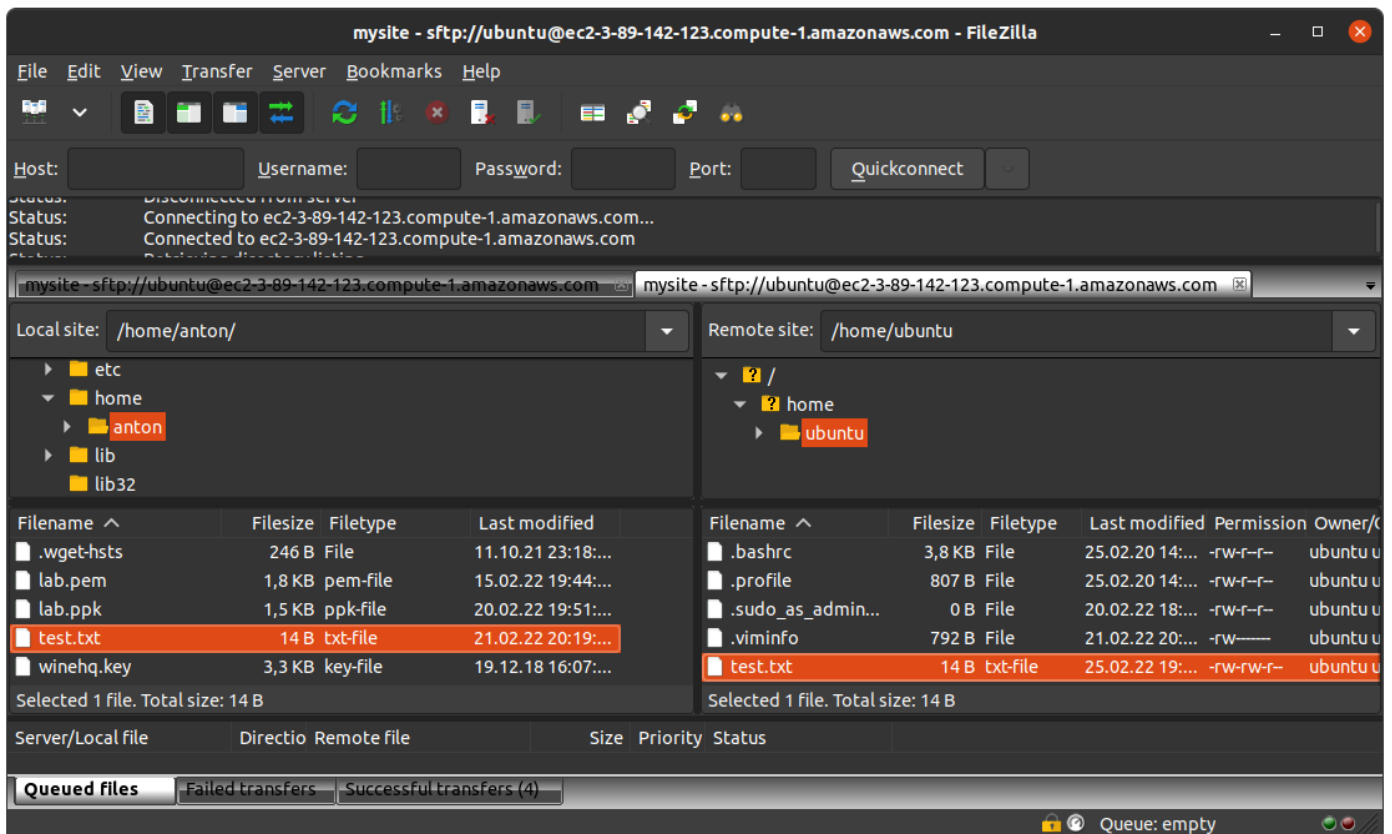 mysite - sftp://ubuntu@ec2-3-89-142-123.compute-1.amazonaws.com - FileZilla
File Edit View Transfer Server Bookmarks Help
Host: Username: Password: Port: Quickconnect
Status: Disconnected from server
Status: Connecting to ec2-3-89-142-123.compute-1.amazonaws.com...
Status: Connected to ec2-3-89-142-123.compute-1.amazonaws.com
Status: Retrieving directory listing
mysite - sftp://ubuntu@ec2-3-89-142-123.compute-1.amazonaws.com mysite - sftp://ubuntu@ec2-3-89-142-123.compute-1.amazonaws.com
Local site: /home/anton/
etc
home
anton
lib
lib32
Remote site: /home/ubuntu
/
home
ubuntu
Filename Filesize Filetype Last modified
.wget-hsts 246 B File 11.10.21 23:18:...
lab.pem 1,8 KB pem-file 15.02.22 19:44:...
lab.ppk 1,5 KB ppk-file 20.02.22 19:51:...
test.txt 14 B txt-file 21.02.22 20:19:...
winehq.key 3,3 KB key-file 19.12.18 16:07:...
Selected 1 file. Total size: 14 B
Filename Filesize Filetype Last modified Permission Owner/
.bashrc 3,8 KB File 25.02.20 14:... -rw-r--r-- ubuntu u
.profile 807 B File 25.02.20 14:... -rw-r--r-- ubuntu u
.sudo_as_admin... 0 B File 20.02.22 18:... -rw-r--r-- ubuntu u
.viminfo 792 B File 21.02.22 20:... -rw------- ubuntu u
test.txt 14 B txt-file 25.02.22 19:... -rw-rw-r-- ubuntu u
Selected 1 file. Total size: 14 B
Server/Local file Directio Remote file Size Priority Status
Queued files Failed transfers Successful transfers (4)
Queue: empty